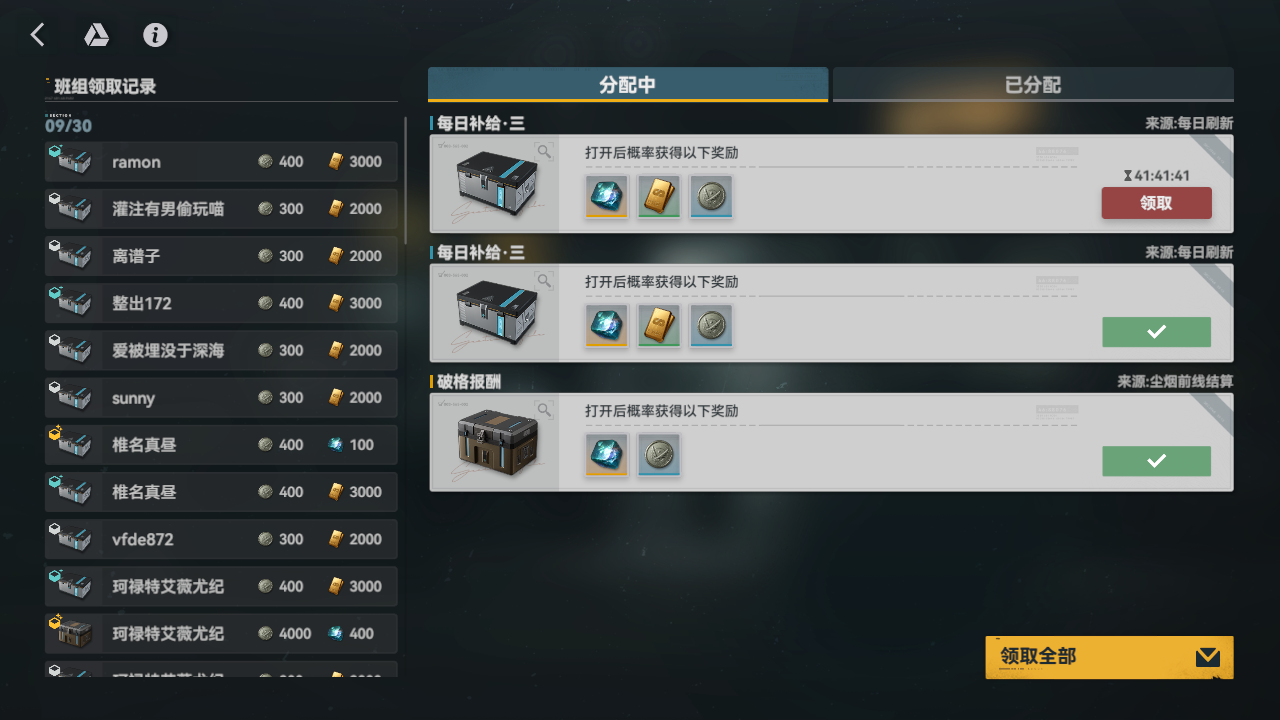 班组领取记录
SECTION
09/30
ramon 400 3000
灌注有男偷玩喵 300 2000
离谱子 300 2000
整出172 400 3000
爱被埋没于深海 300 2000
sunny 300 2000
椎名真昼 400 100
椎名真昼 400 3000
vfde872 300 2000
珂禄特艾薇尤纪 400 3000
珂禄特艾薇尤纪 4000 400
分配中
已分配
每日补给·三
来源:每日刷新
打开后概率获得以下奖励
41:41:41
领取
每日补给·三
来源:每日刷新
打开后概率获得以下奖励
破格报酬
来源:尘烟前线结算
打开后概率获得以下奖励
领取全部